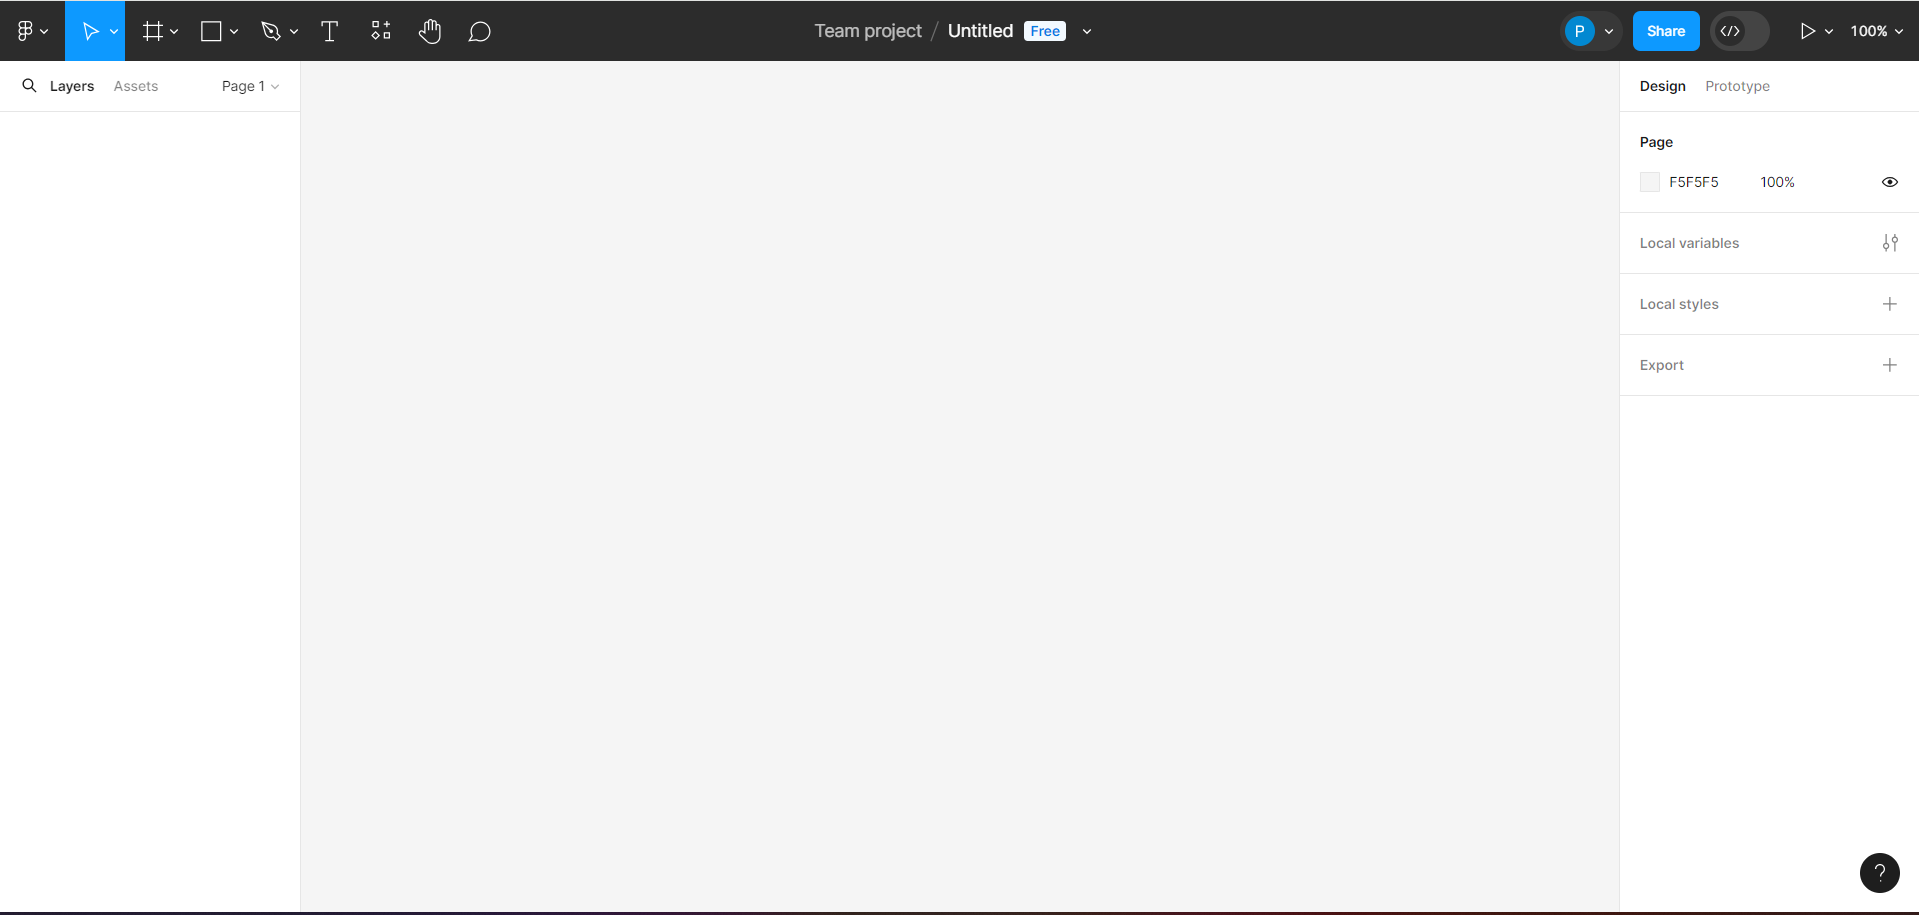 Team project / Untitled Free
P
Share
100%
Layers Assets Page 1
Design Prototype
Page
F5F5F5 100%
Local variables
Local styles
Export
?